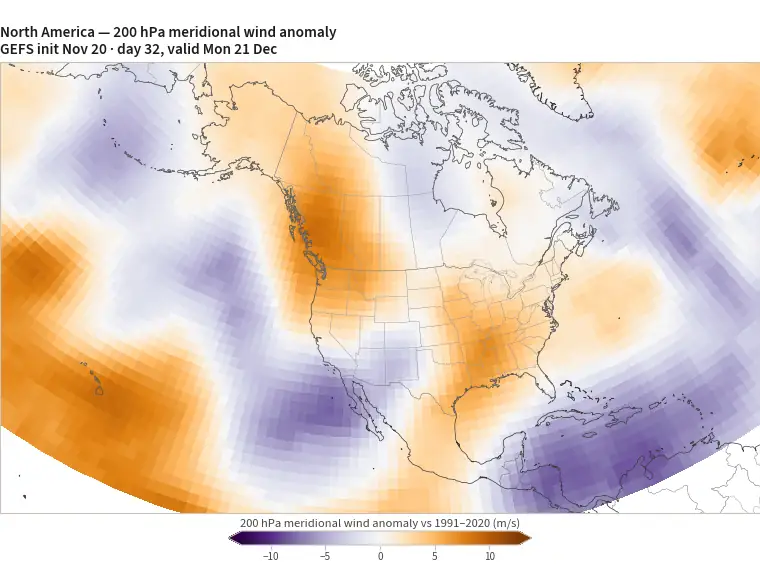 North America — 200 hPa meridional wind anomaly
GEFS init Nov 20 · day 32, valid Mon 21 Dec
200 hPa meridional wind anomaly vs 1991–2020 (m/s)
−10 −5 0 5 10